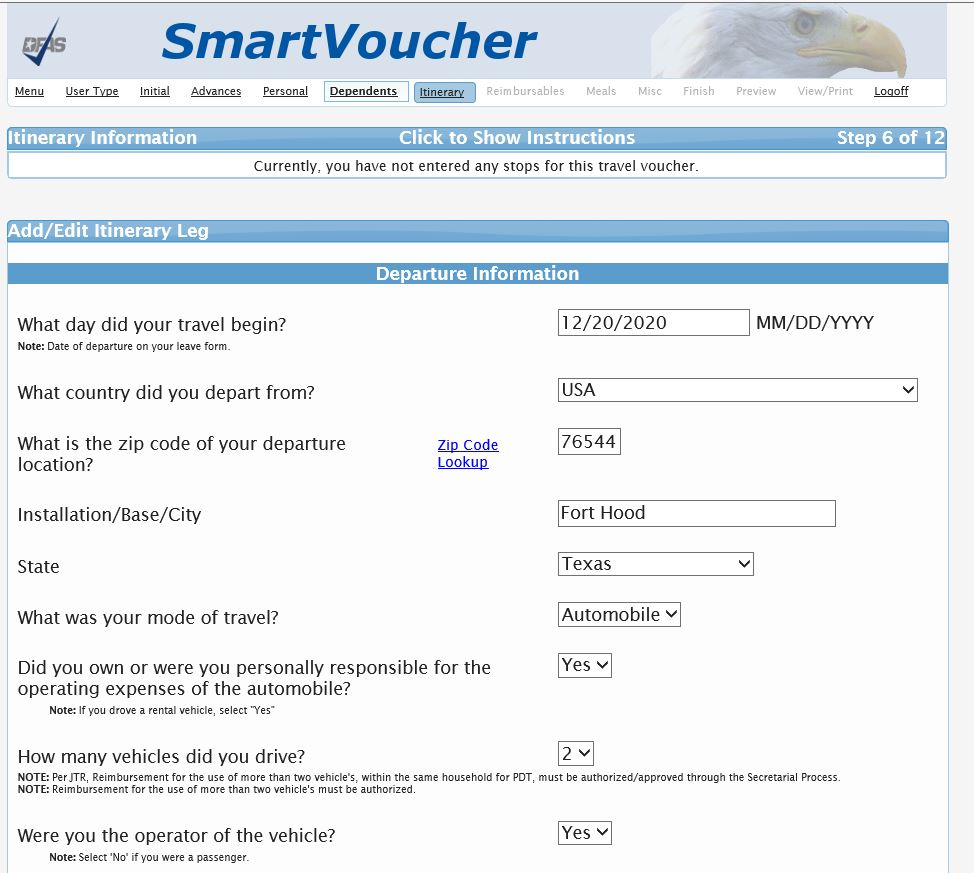 DFAS
SmartVoucher
Menu User Type Initial Advances Personal Dependents Itinerary Reimbursables Meals Misc Finish Preview View/Print Logoff
Itinerary Information Click to Show Instructions Step 6 of 12
Currently, you have not entered any stops for this travel voucher.
Add/Edit Itinerary Leg
Departure Information
What day did your travel begin? 12/20/2020 MM/DD/YYYY
Note: Date of departure on your leave form.
What country did you depart from? USA
What is the zip code of your departure Zip Code 76544
location? Lookup
Installation/Base/City Fort Hood
State Texas
What was your mode of travel? Automobile
Did you own or were you personally responsible for the Yes
operating expenses of the automobile?
Note: If you drove a rental vehicle, select "Yes"
How many vehicles did you drive? 2
NOTE: Per JTR, Reimbursement for the use of more than two vehicle's, within the same household for PDT, must be authorized/approved through the Secretarial Process.
NOTE: Reimbursement for the use of more than two vehicle's must be authorized.
Were you the operator of the vehicle? Yes
Note: Select 'No' if you were a passenger.